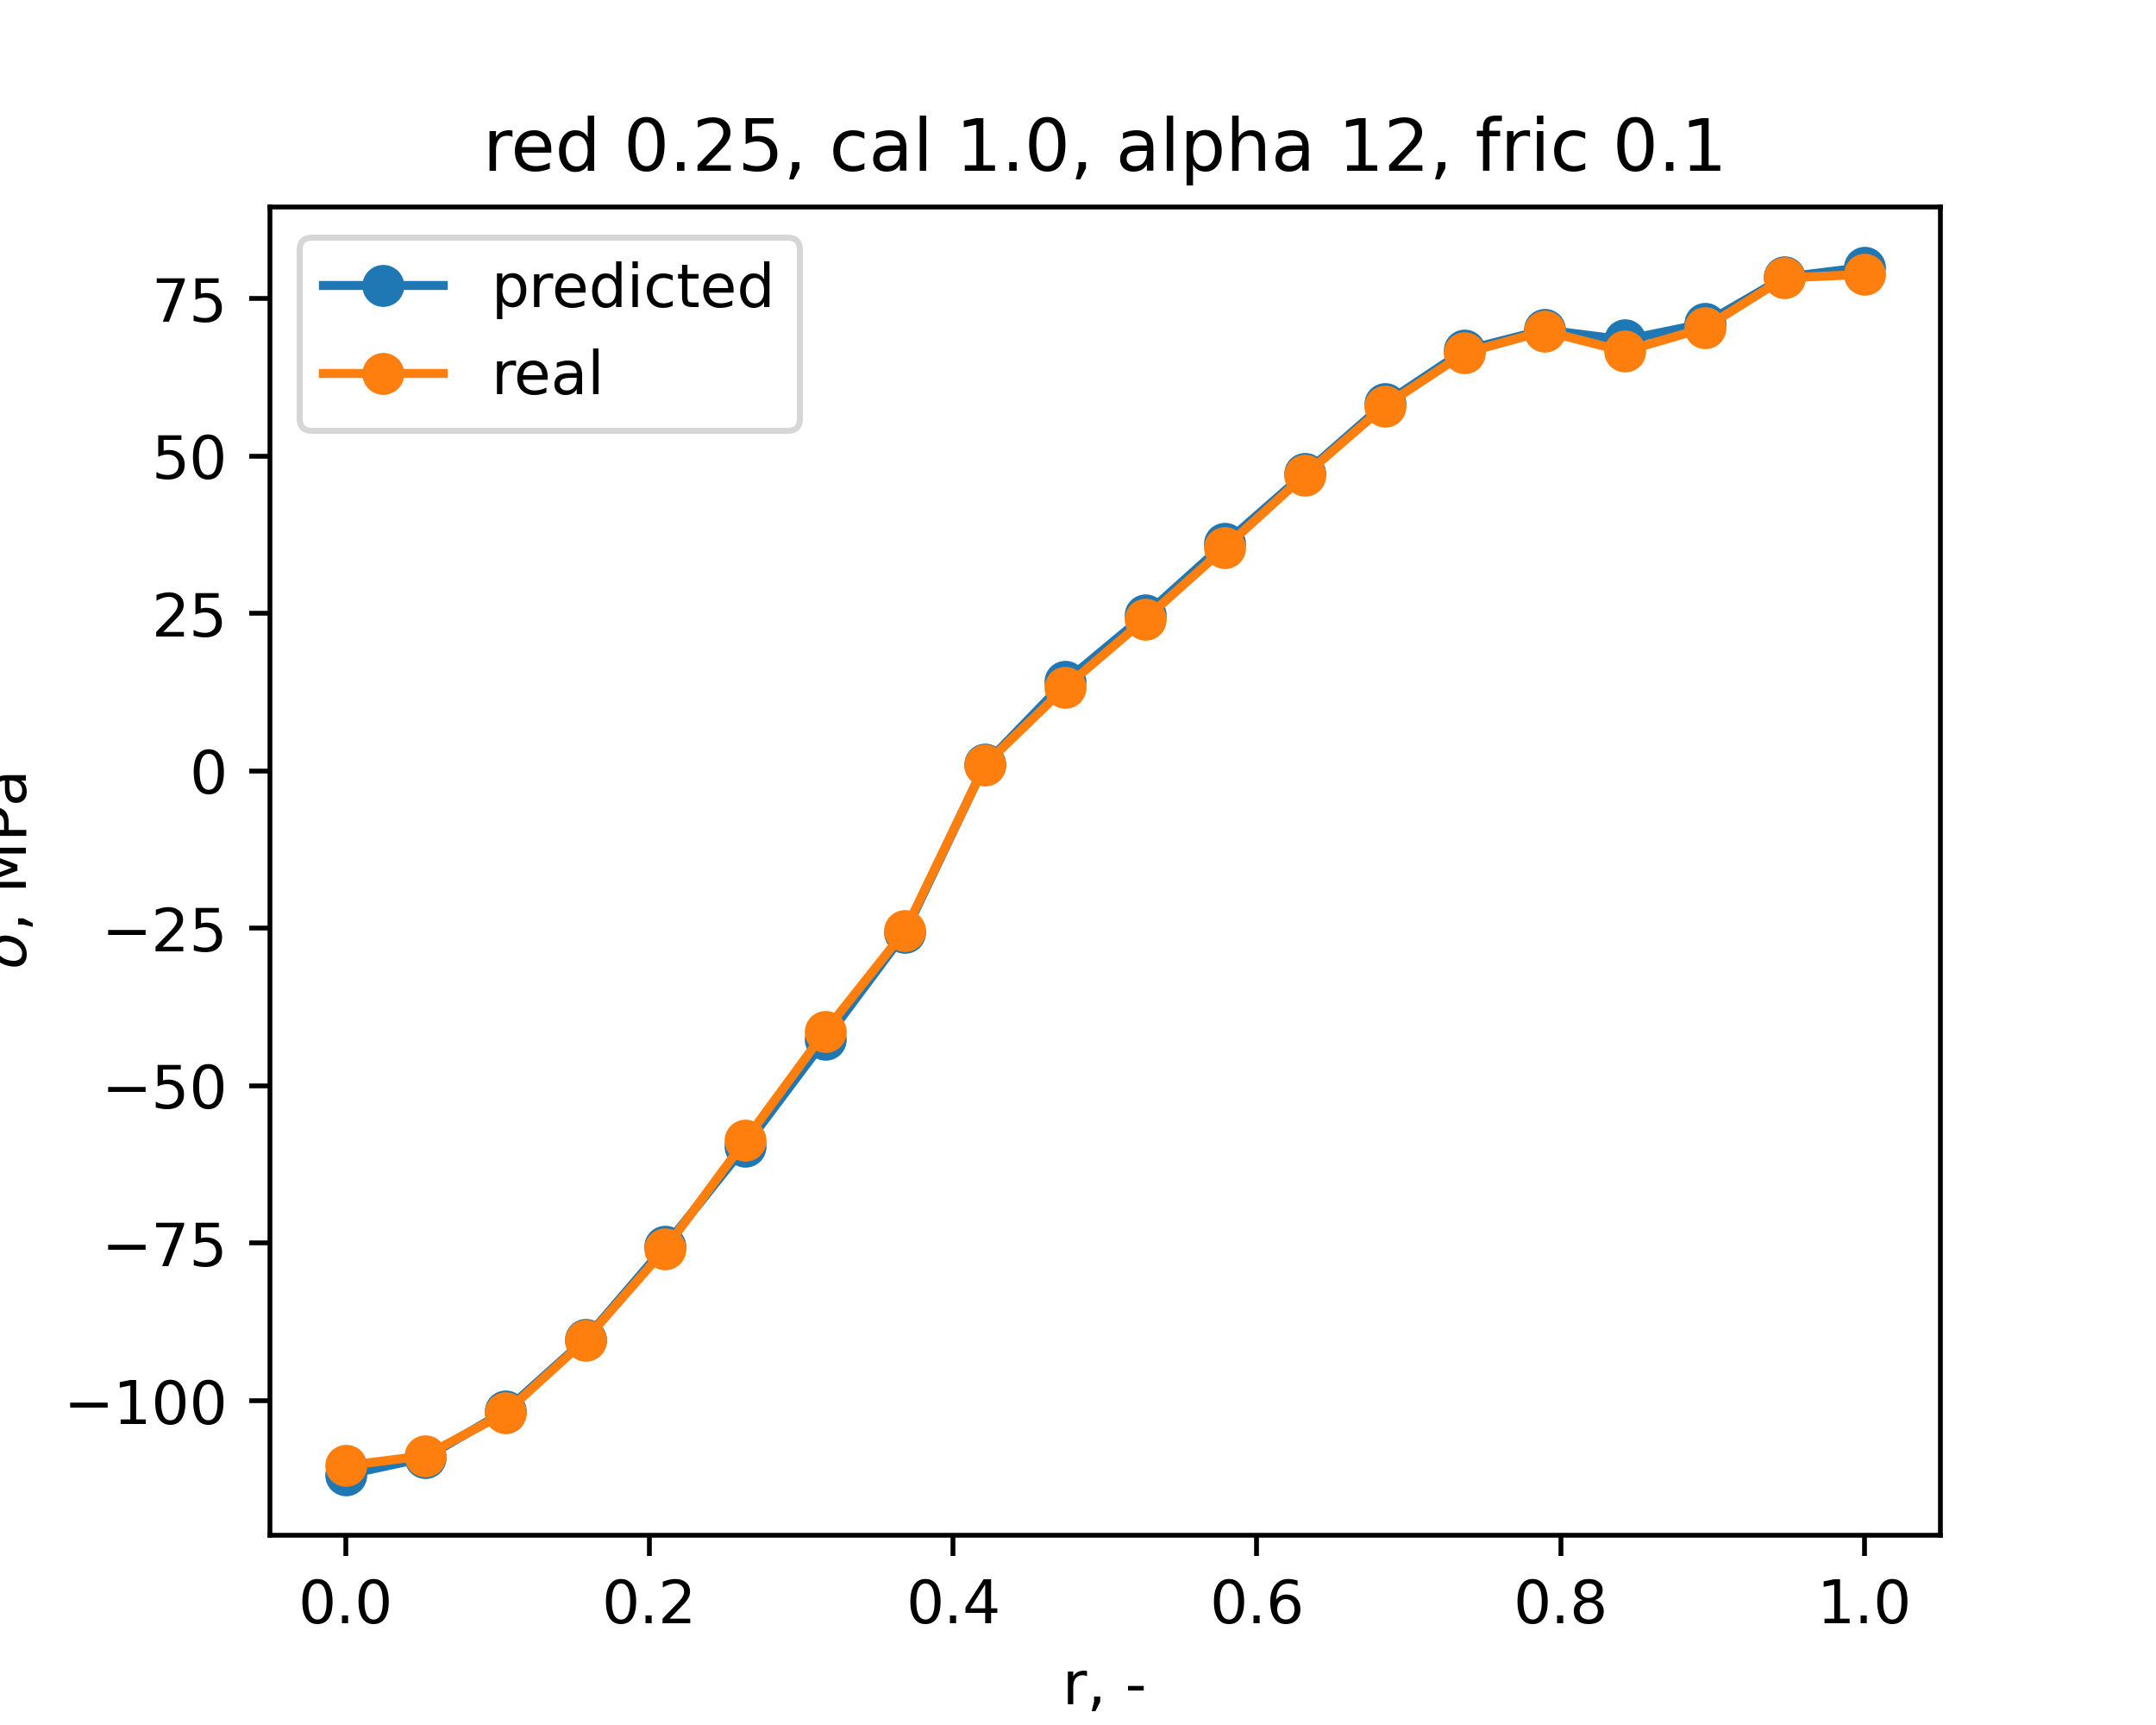 red 0.25, cal 1.0, alpha 12, fric 0.1
predicted
real
75
50
25
0
−25
−50
−75
−100
σ, MPa
0.0 0.2 0.4 0.6 0.8 1.0
r, -